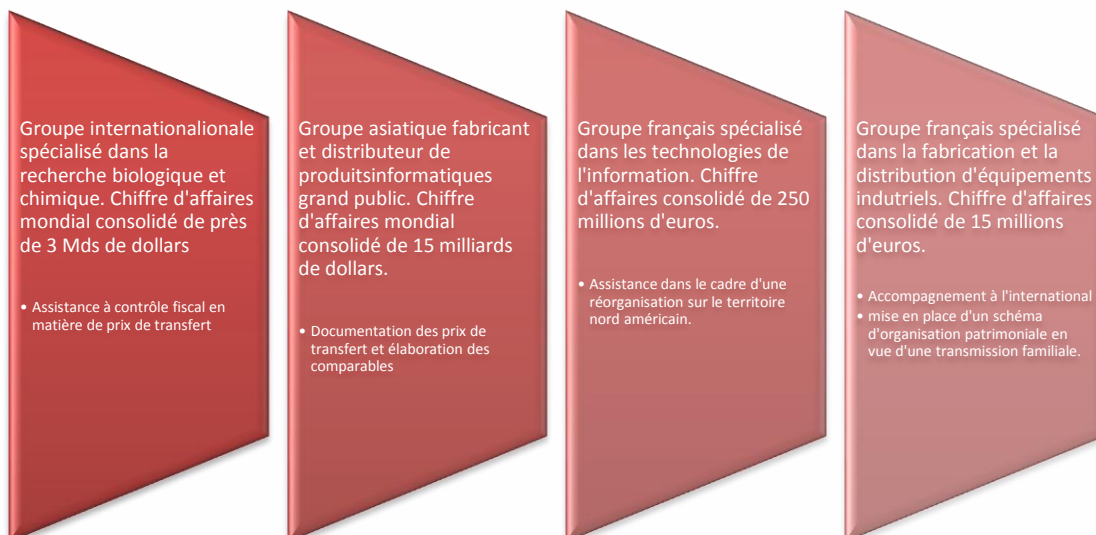 Groupe internationalionale
spécialisé dans la
recherche biologique et
chimique. Chiffre d'affaires
mondial consolidé de près
de 3 Mds de dollars
• Assistance à contrôle fiscal en
matière de prix de transfert
Groupe asiatique fabricant
et distributeur de
produitsinformatiques
grand public. Chiffre
d'affaires mondial
consolidé de 15 milliards
de dollars.
• Documentation des prix de
transfert et élaboration des
comparables
Groupe français spécialisé
dans les technologies de
l'information. Chiffre
d'affaires consolidé de 250
millions d'euros.
• Assistance dans le cadre d'une
réorganisation sur le territoire
nord américain.
Groupe français spécialisé
dans la fabrication et la
distribution d'équipements
indutriels. Chiffre d'affaires
consolidé de 15 millions
d'euros.
• Accompagnement à l'international
• mise en place d'un schéma
d'organisation patrimoniale en
vue d'une transmission familiale.